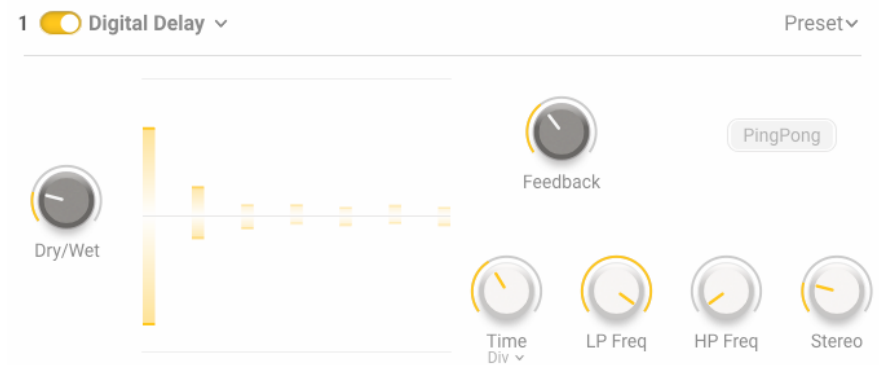 1 Digital Delay
Preset
PingPong
Feedback
Dry/Wet
Time
LP Freq
HP Freq
Stereo
Div